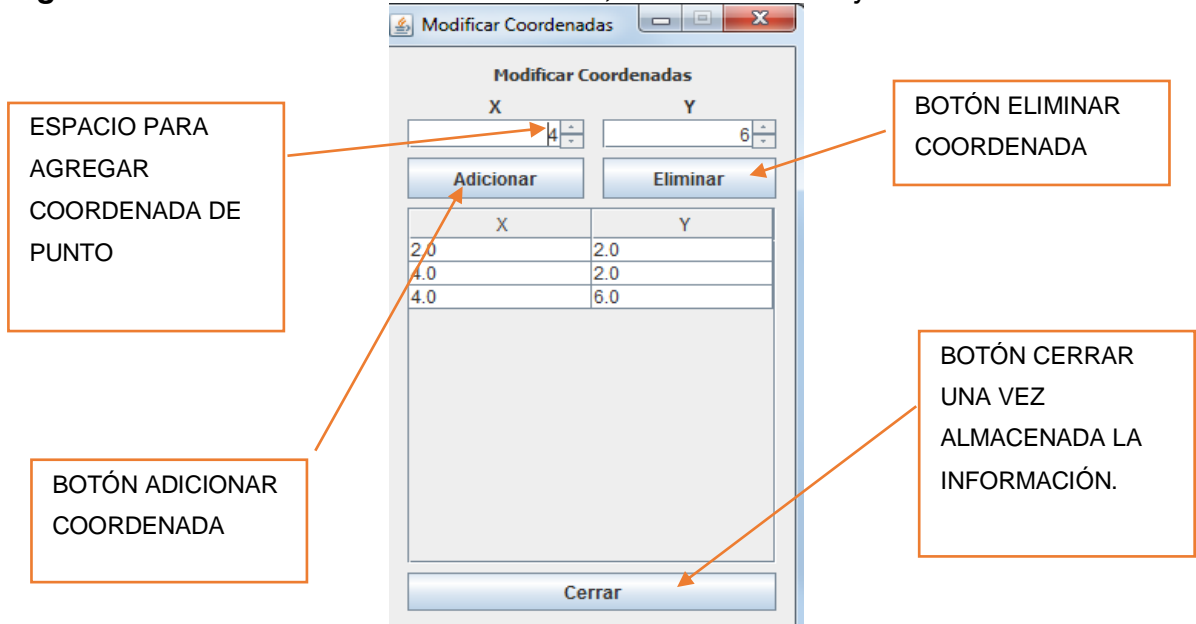 Modificar Coordenadas
Modificar Coordenadas
X Y
4 6
Adicionar Eliminar
X Y
2.0 2.0
4.0 2.0
4.0 6.0
Cerrar
ESPACIO PARA
AGREGAR
COORDENADA DE
PUNTO
BOTÓN ADICIONAR
COORDENADA
BOTÓN ELIMINAR
COORDENADA
BOTÓN CERRAR
UNA VEZ
ALMACENADA LA
INFORMACIÓN.